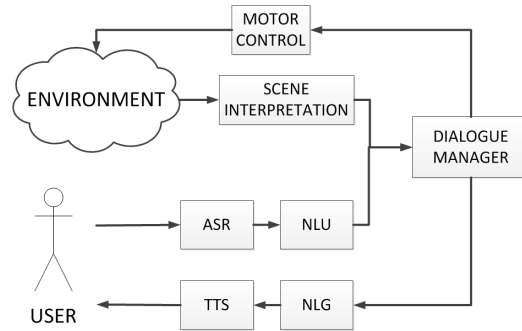 MOTOR
CONTROL
ENVIRONMENT
SCENE
INTERPRETATION
DIALOGUE
MANAGER
ASR
NLU
USER
TTS
NLG